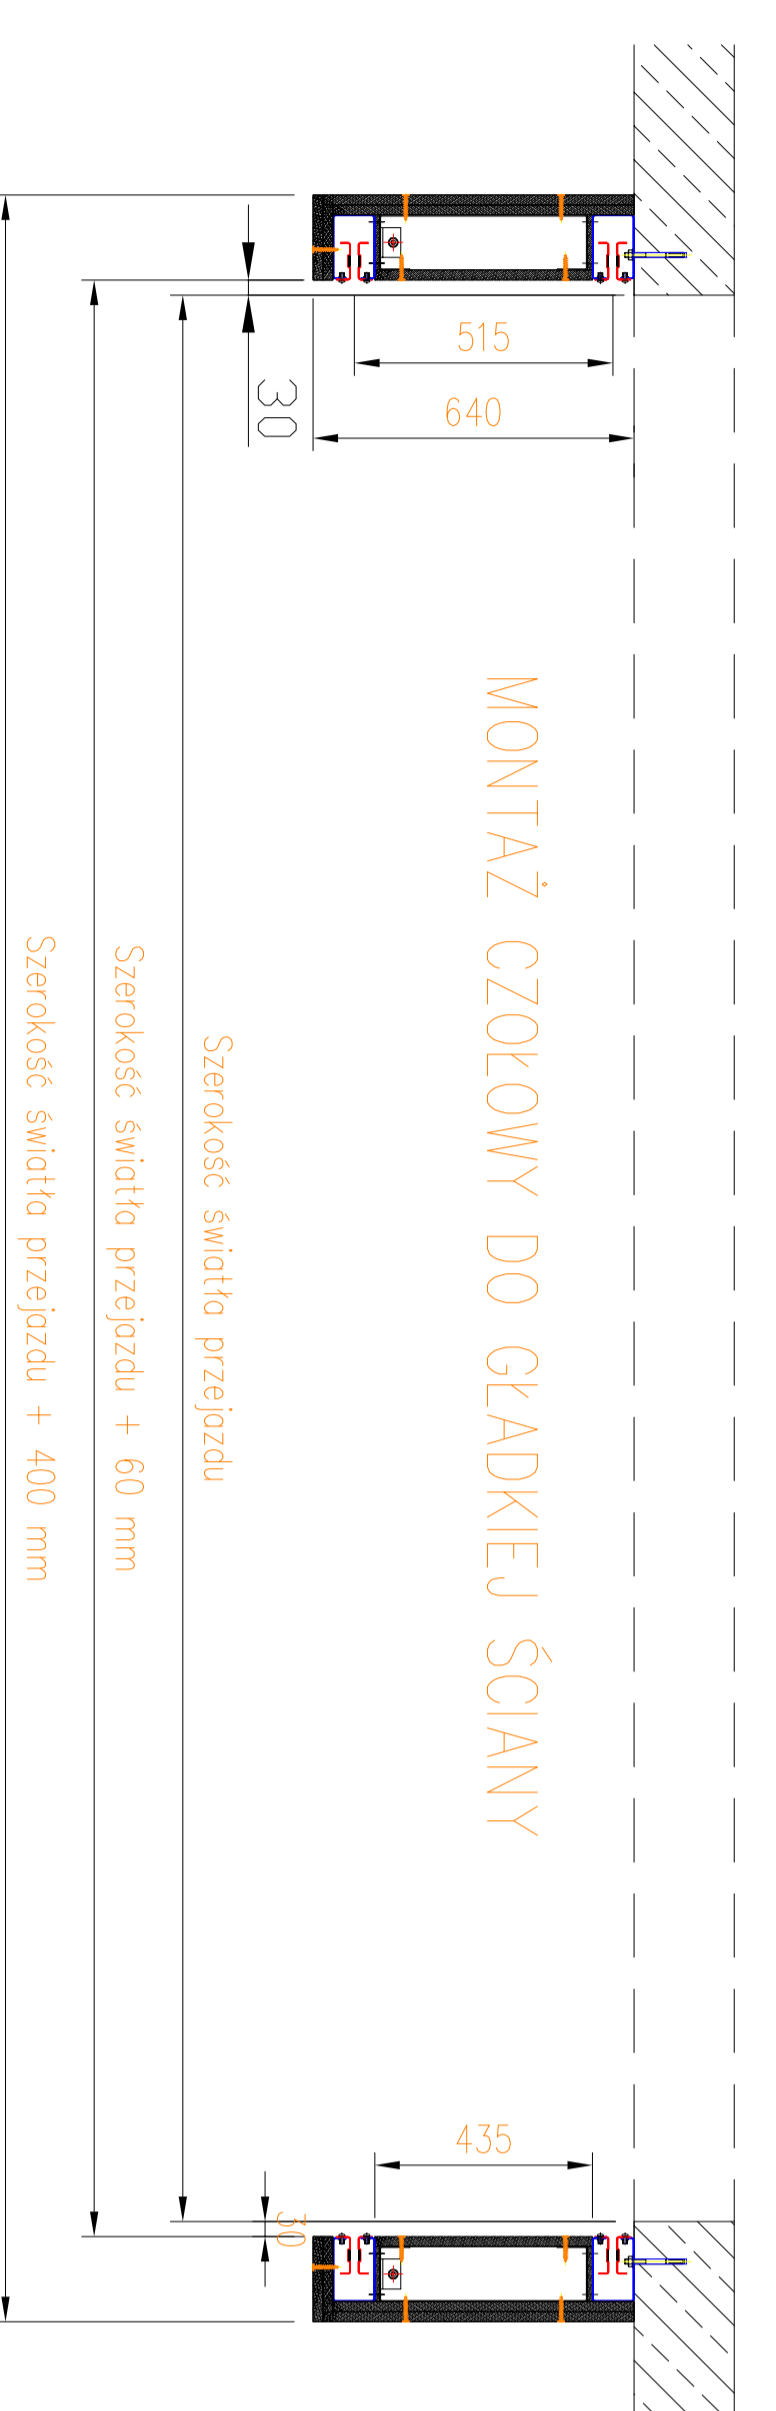 30
515
640
MONTAŻ CZOŁOWY DO GŁADKIEJ ŚCIANY
Szerokość światła przejazdu
Szerokość światła przejazdu + 60 mm
Szerokość światła przejazdu + 400 mm
435
30